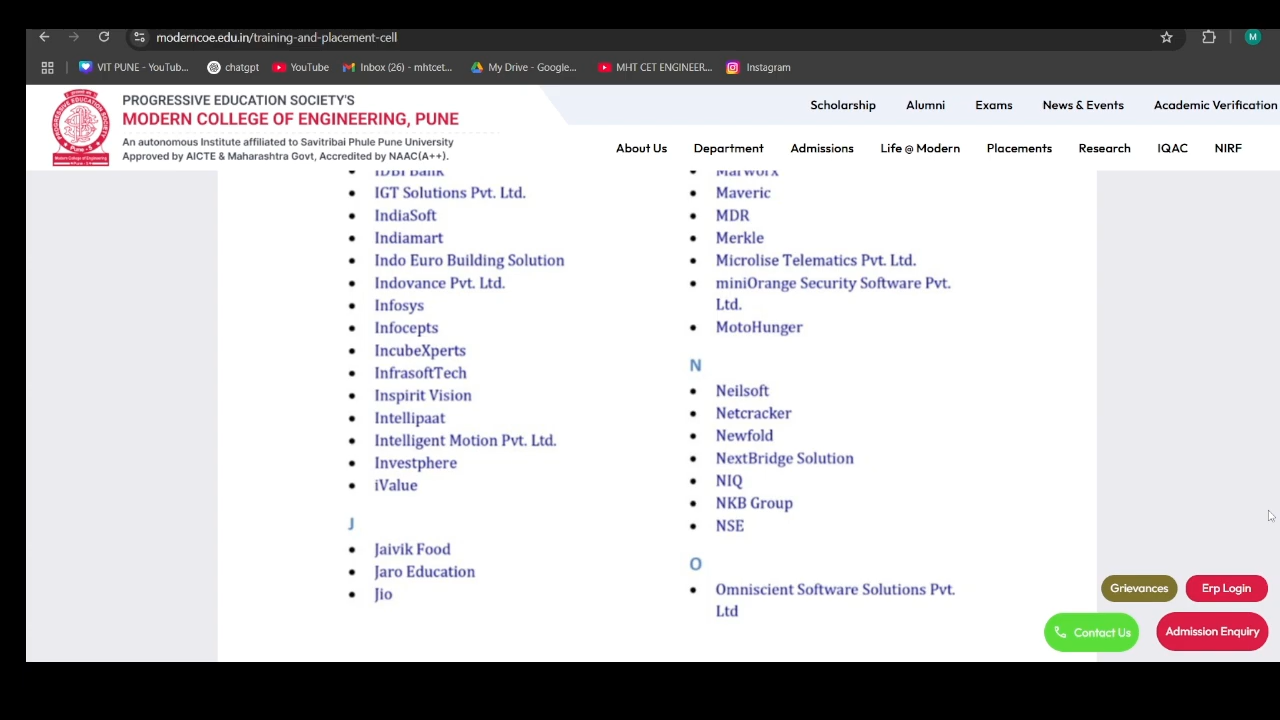 moderncoe.edu.in/training-and-placement-cell
M
VIT PUNE - YouTub...
chatgpt
YouTube
Inbox (26) - mhtcet...
My Drive - Google...
MHT CET ENGINEER...
Instagram
PROGRESSIVE EDUCATION SOCIETY'S
MODERN COLLEGE OF ENGINEERING, PUNE
An autonomous Institute affiliated to Savitribai Phule Pune University
Approved by AICTE & Maharashtra Govt, Accredited by NAAC(A++).
Scholarship
Alumni
Exams
News & Events
Academic Verification
About Us
Department
Admissions
Life @ Modern
Placements
Research
IQAC
NIRF
IDBI Bank
IGT Solutions Pvt. Ltd.
IndiaSoft
Indiamart
Indo Euro Building Solution
Indovance Pvt. Ltd.
Infosys
Infocepts
IncubeXperts
InfrasoftTech
Inspirit Vision
Intellipaat
Intelligent Motion Pvt. Ltd.
Investphere
iValue
J
Jaivik Food
Jaro Education
Jio
Marworx
Maveric
MDR
Merkle
Microlise Telematics Pvt. Ltd.
miniOrange Security Software Pvt.
Ltd.
MotoHunger
N
Neilsoft
Netcracker
Newfold
NextBridge Solution
NIQ
NKB Group
NSE
O
Omniscient Software Solutions Pvt.
Ltd
Grievances
Erp Login
Contact Us
Admission Enquiry